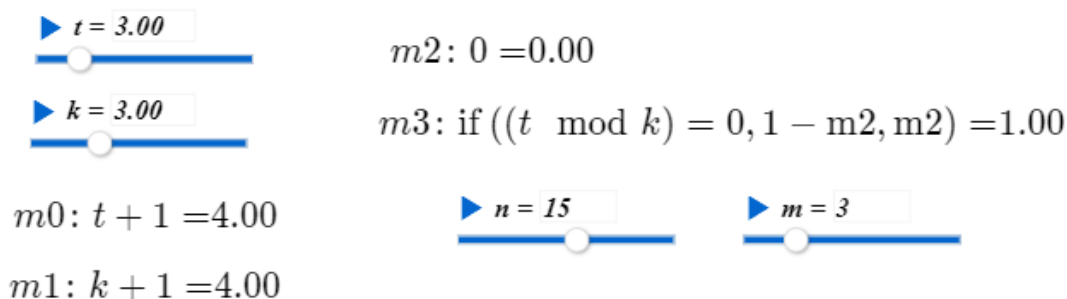 t = 3.00
k = 3.00
m0: t + 1 =4.00
m1: k + 1 =4.00
m2: 0 =0.00
m3: if ((t mod k) = 0, 1 − m2, m2) =1.00
n = 15
m = 3